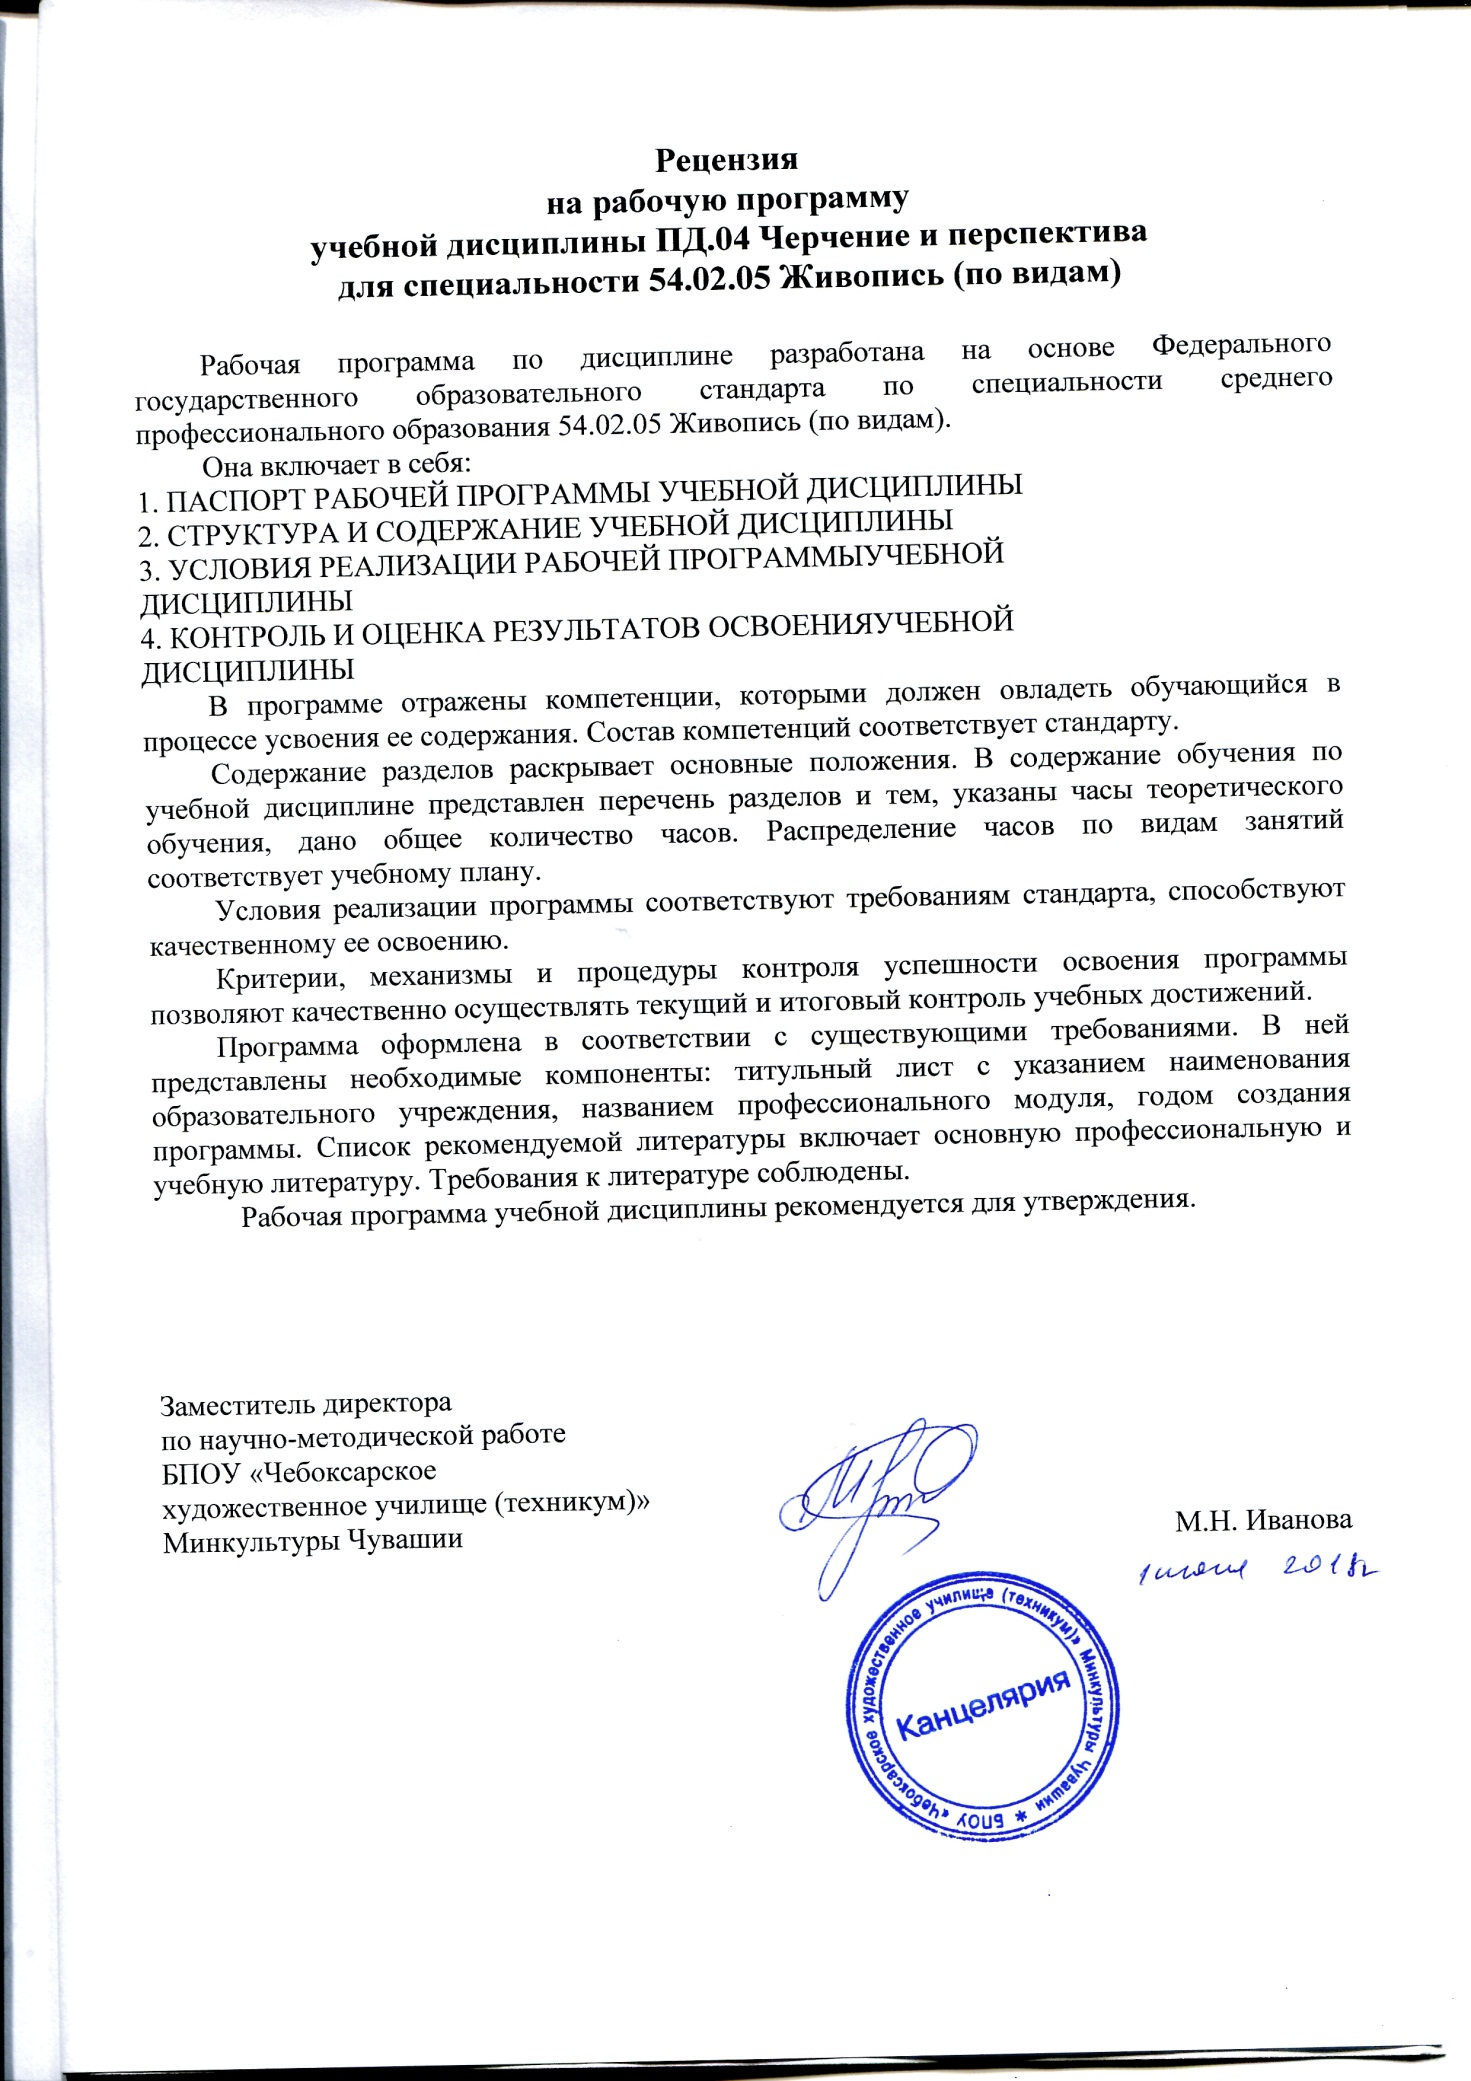 Рецензия
на рабочую программу
учебной дисциплины ПД.04 Черчение и перспектива
для специальности 54.02.05 Живопись (по видам)
Рабочая программа по дисциплине разработана на основе Федерального
государственного образовательного стандарта по специальности среднего
профессионального образования 54.02.05 Живопись (по видам).
Она включает в себя:
1. ПАСПОРТ РАБОЧЕЙ ПРОГРАММЫ УЧЕБНОЙ ДИСЦИПЛИНЫ
2. СТРУКТУРА И СОДЕРЖАНИЕ УЧЕБНОЙ ДИСЦИПЛИНЫ
3. УСЛОВИЯ РЕАЛИЗАЦИИ РАБОЧЕЙ ПРОГРАММЫУЧЕБНОЙ
ДИСЦИПЛИНЫ
4. КОНТРОЛЬ И ОЦЕНКА РЕЗУЛЬТАТОВ ОСВОЕНИЯУЧЕБНОЙ
ДИСЦИПЛИНЫ
В программе отражены компетенции, которыми должен овладеть обучающийся в
процессе усвоения ее содержания. Состав компетенций соответствует стандарту.
Содержание разделов раскрывает основные положения. В содержание обучения по
учебной дисциплине представлен перечень разделов и тем, указаны часы теоретического
обучения, дано общее количество часов. Распределение часов по видам занятий
соответствует учебному плану.
Условия реализации программы соответствуют требованиям стандарта, способствуют
качественному ее освоению.
Критерии, механизмы и процедуры контроля успешности освоения программы
позволяют качественно осуществлять текущий и итоговый контроль учебных достижений.
Программа оформлена в соответствии с существующими требованиями. В ней
представлены необходимые компоненты: титульный лист с указанием наименования
образовательного учреждения, названием профессионального модуля, годом создания
программы. Список рекомендуемой литературы включает основную профессиональную и
учебную литературу. Требования к литературе соблюдены.
Рабочая программа учебной дисциплины рекомендуется для утверждения.
Заместитель директора
по научно-методической работе
БПОУ «Чебоксарское
художественное училище (техникум)»
Минкультуры Чувашии
М.Н. Иванова
БПОУ «Чебоксарское художественное училище (техникум)» Минкультуры Чувашии *
Канцелярия